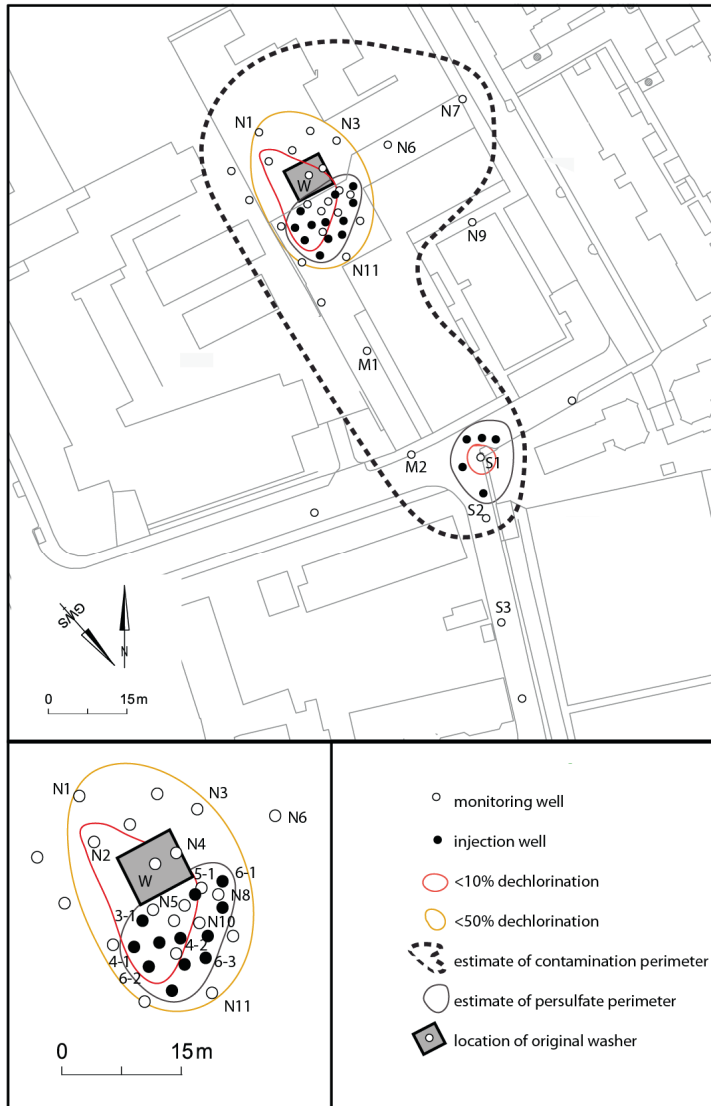 N1
N3
N7
N6
W
N9
N11
M1
M2
S1
S2
S3
GWS
N
0
15m
N1
N3
N6
N2
N4
W
5-1
6-1
N8
3-1
N5
N10
4-2
4-1
6-2
6-3
N11
0
15m
monitoring well
injection well
<10% dechlorination
<50% dechlorination
estimate of contamination perimeter
estimate of persulfate perimeter
location of original washer